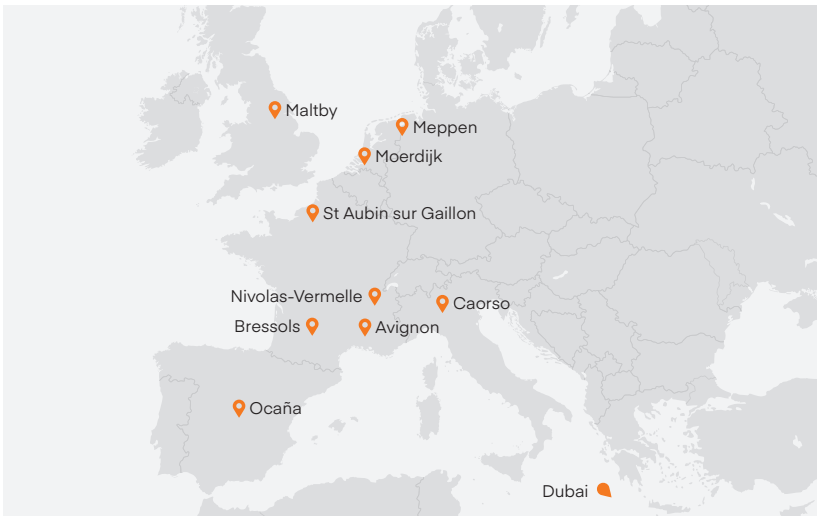 Maltby
Meppen
Moerdijk
St Aubin sur Gaillon
Nivolas-Vermelle
Caorso
Bressols
Avignon
Ocaña
Dubai